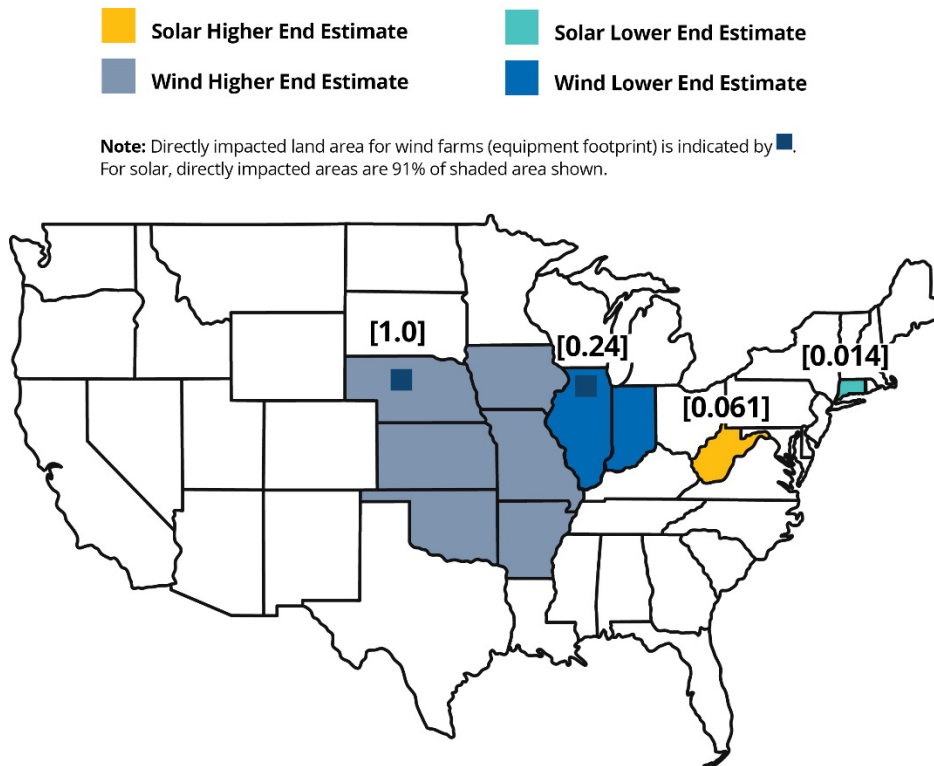 Solar Higher End Estimate
Solar Lower End Estimate
Wind Higher End Estimate
Wind Lower End Estimate
Note: Directly impacted land area for wind farms (equipment footprint) is indicated by .
For solar, directly impacted areas are 91% of shaded area shown.
[1.0]
[0.24]
[0.014]
[0.061]